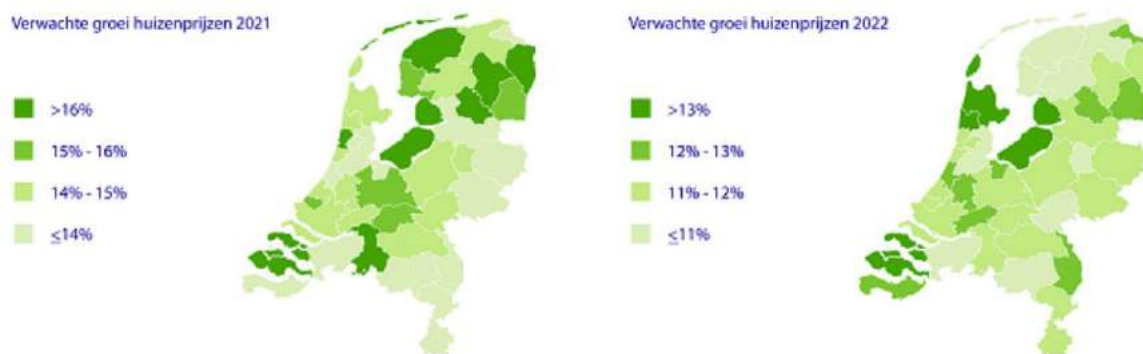 Verwachte groei huizenprijzen 2021
>16%
15% - 16%
14% - 15%
≤14%
Verwachte groei huizenprijzen 2022
>13%
12% - 13%
11% - 12%
≤11%